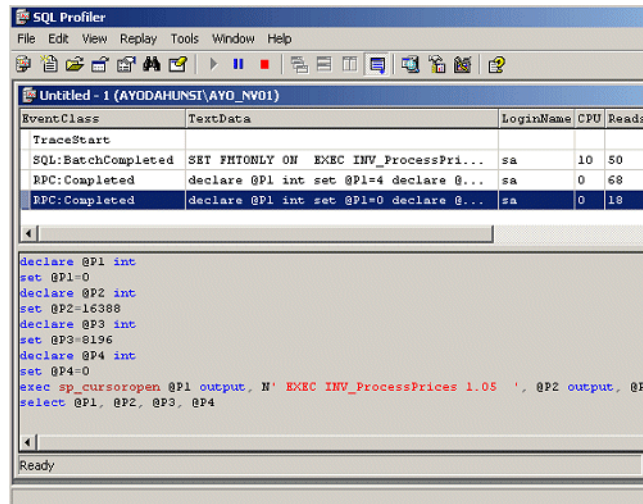 SQL Profiler
File Edit View Replay Tools Window Help
Untitled - 1 (AYODAHUNSI\AYO_NV01)
EventClass TextData LoginName CPU Reads
TraceStart
SQL:BatchCompleted SET FMTONLY ON EXEC INV_ProcessPri... sa 10 50
RPC:Completed declare @P1 int set @P1=4 declare @... sa 0 68
RPC:Completed declare @P1 int set @P1=0 declare @... sa 0 18
declare @P1 int
set @P1=0
declare @P2 int
set @P2=16388
declare @P3 int
set @P3=8196
declare @P4 int
set @P4=0
exec sp_cursoropen @P1 output, N' EXEC INV_ProcessPrices 1.05 ', @P2 output, @P
select @P1, @P2, @P3, @P4
Ready